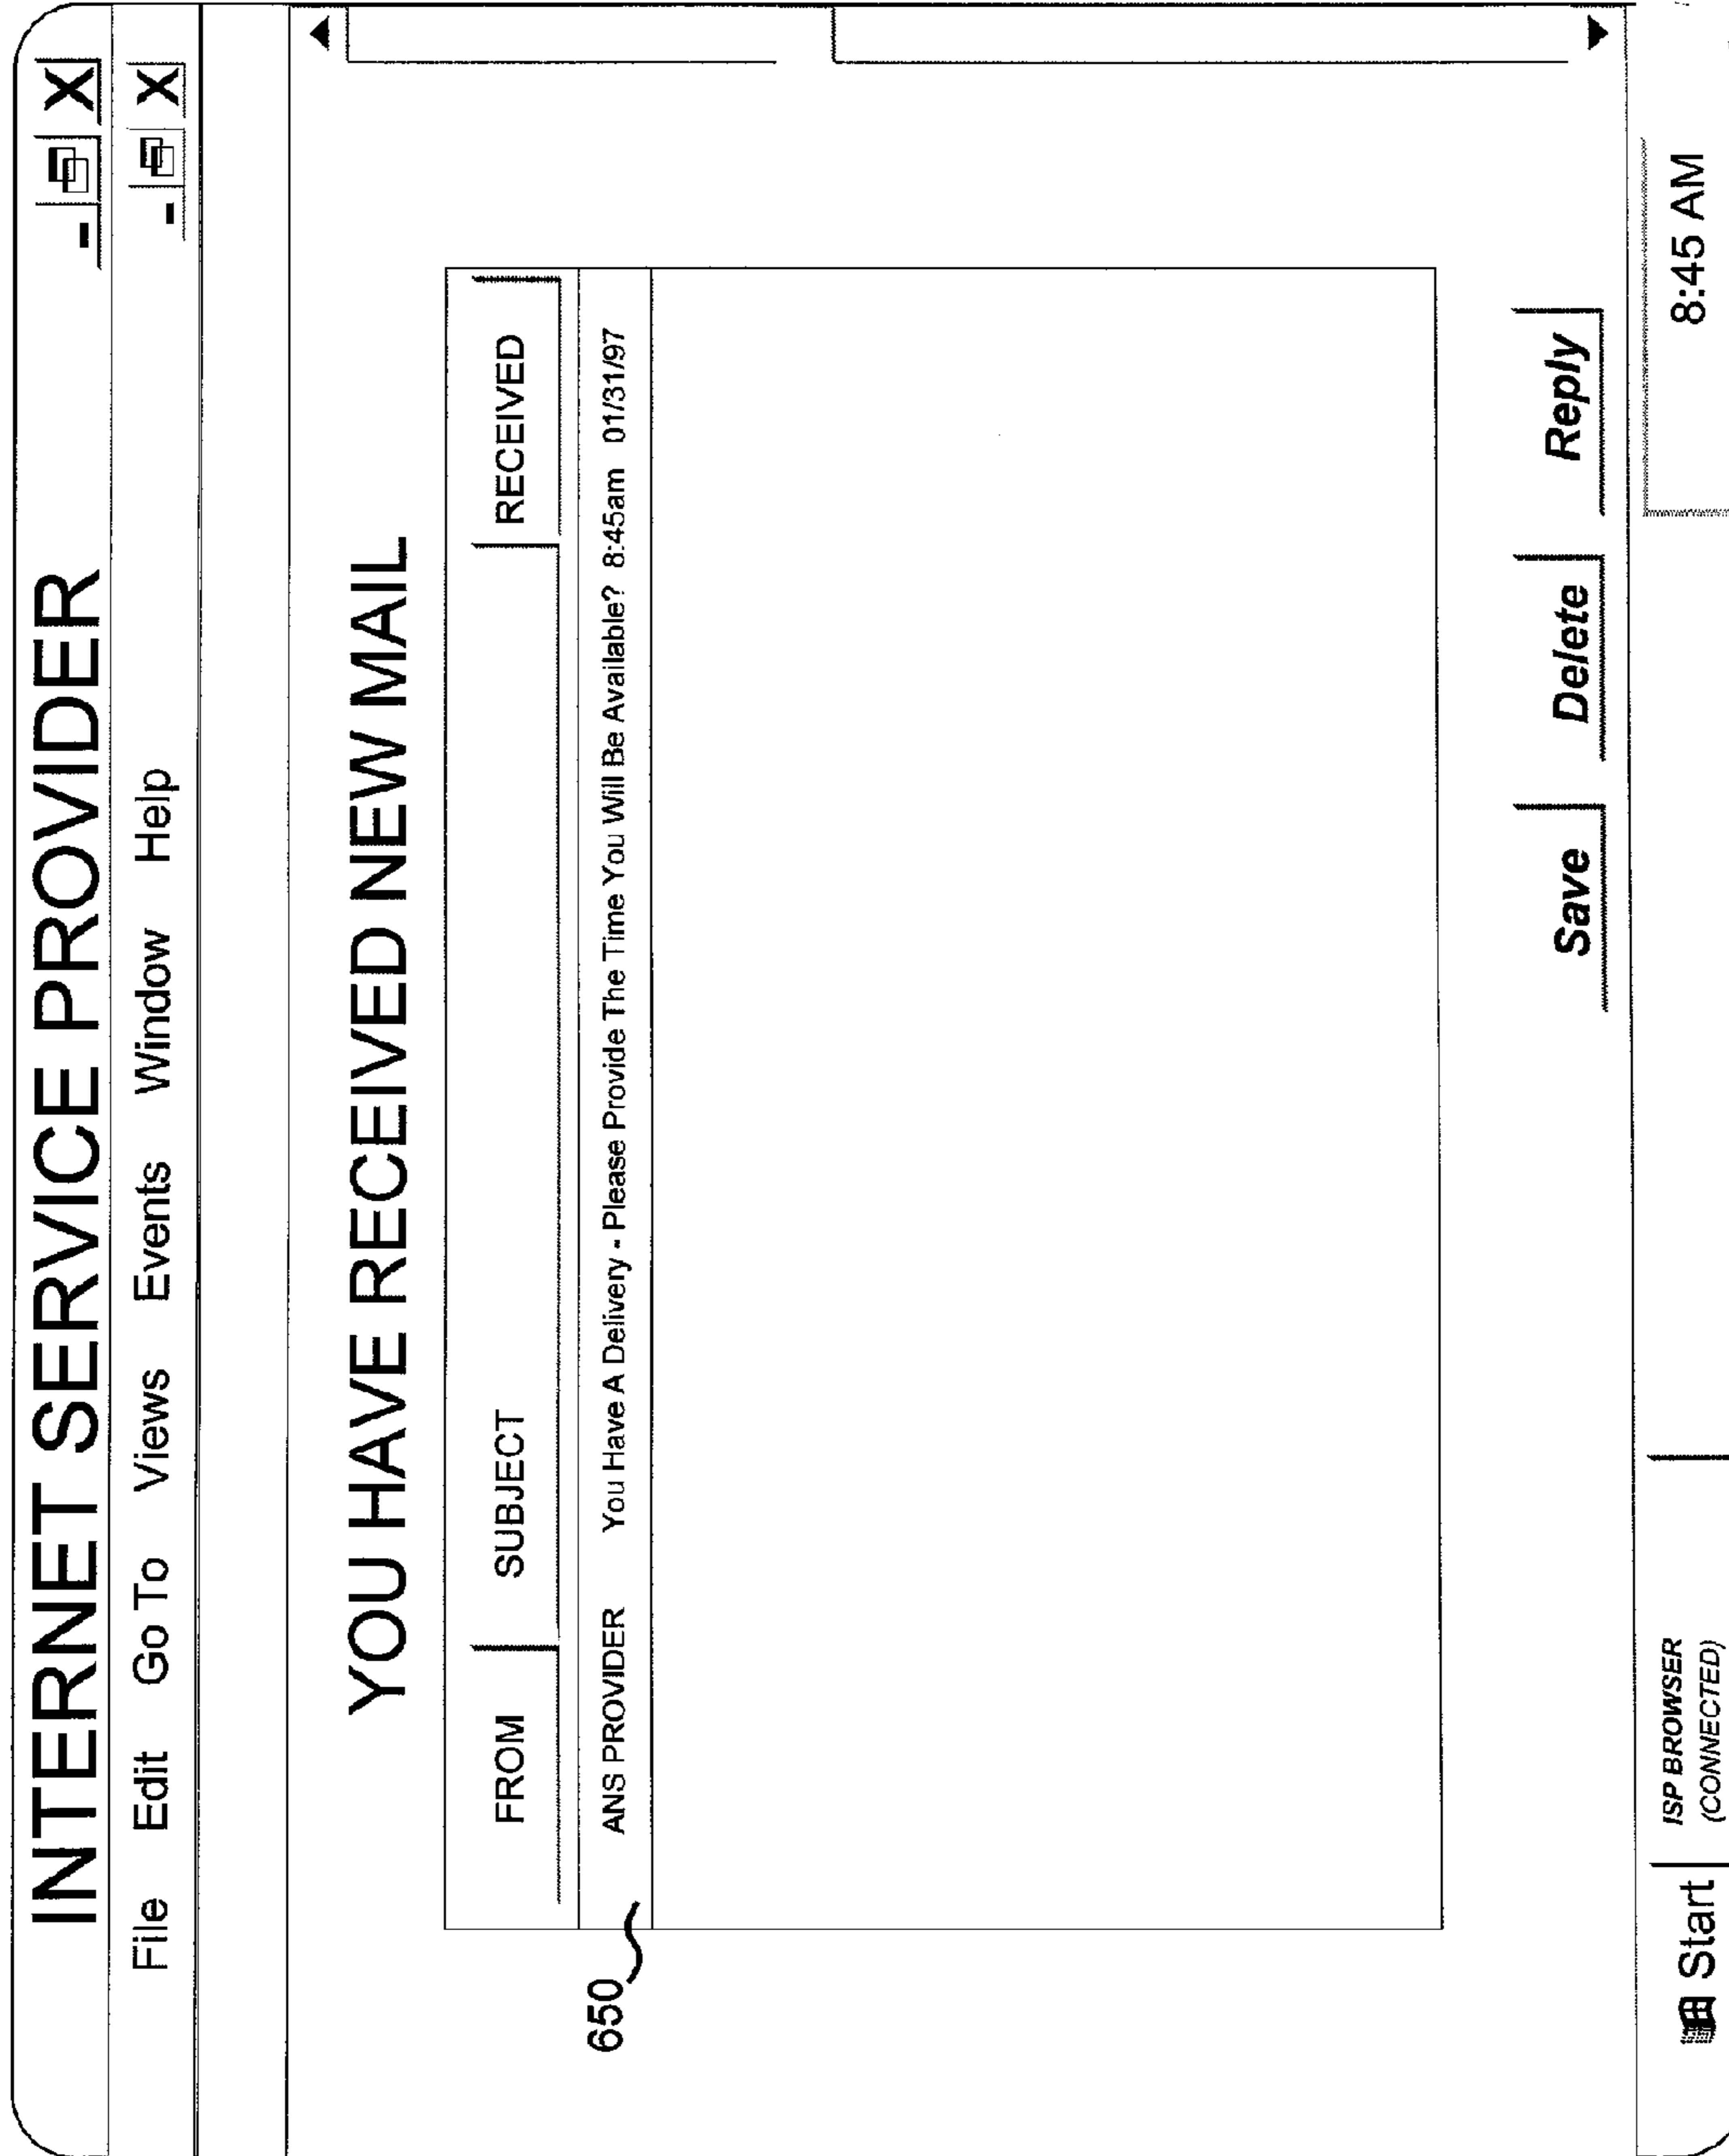 INTERNET SERVICE PROVIDER
File Edit Go To Views Events Window Help
YOU HAVE RECEIVED NEW MAIL
FROM SUBJECT RECEIVED
650 ANS PROVIDER You Have A Delivery - Please Provide The Time You Will Be Available? 8:45am 01/31/97
Save Delete Reply
Start ISP BROWSER 8:45 AM
(CONNECTED)